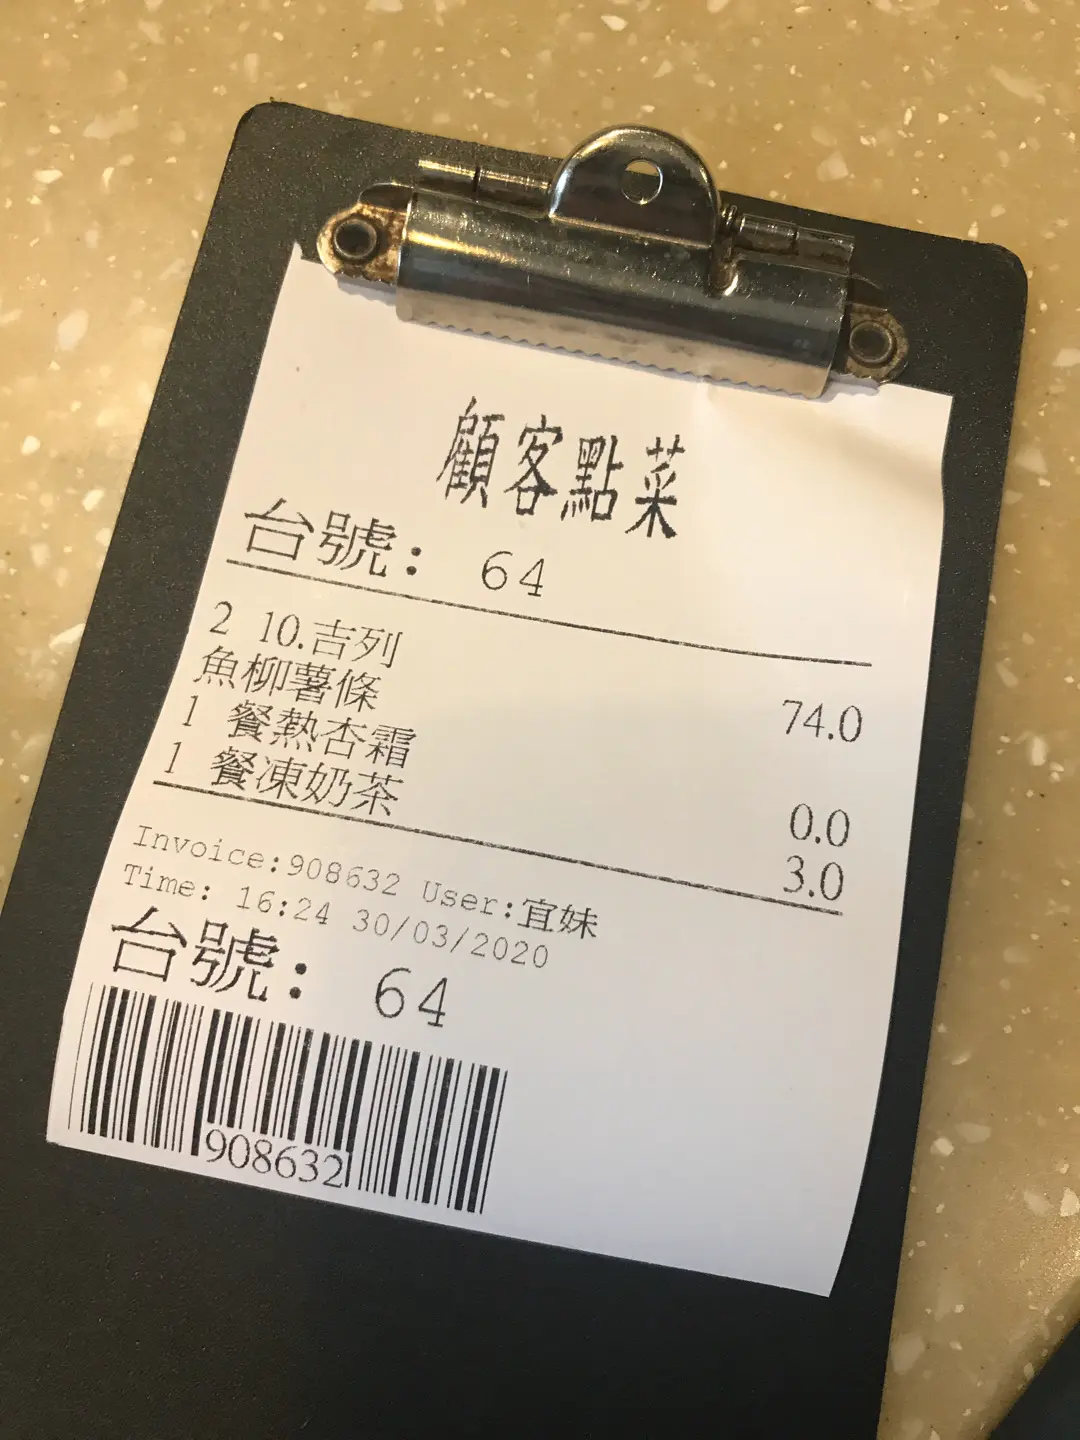 顧客點菜
台號: 64
2 10.吉列
魚柳薯條 74.0
1 餐熱杏霜 0.0
1 餐凍奶茶 3.0
Invoice:908632 User:宜妹
Time: 16:24 30/03/2020
台號: 64
908632